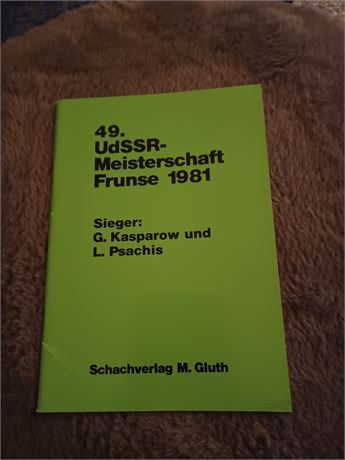 49.
UdSSR-
Meisterschaft
Frunse 1981
Sieger:
G. Kasparow und
L. Psachis
Schachverlag M. Gluth